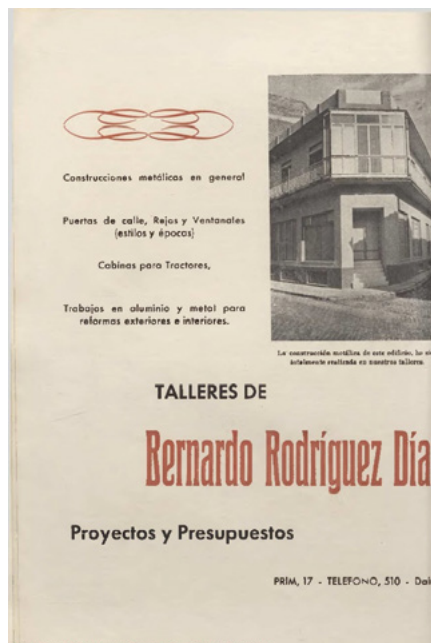 Construcciones metálicas en general
Puertas de calle, Rejas y Ventanales
(estilos y épocas)
Cabinas para Tractores,
Trabajos en aluminio y metal para
reformas exteriores e interiores.
La construcción metálica de este edificio, ha si
totalmente realizada en nuestros talleres.
TALLERES DE
Bernardo Rodríguez Día
Proyectos y Presupuestos
PRIM, 17 - TELEFONO, 510 - Dai